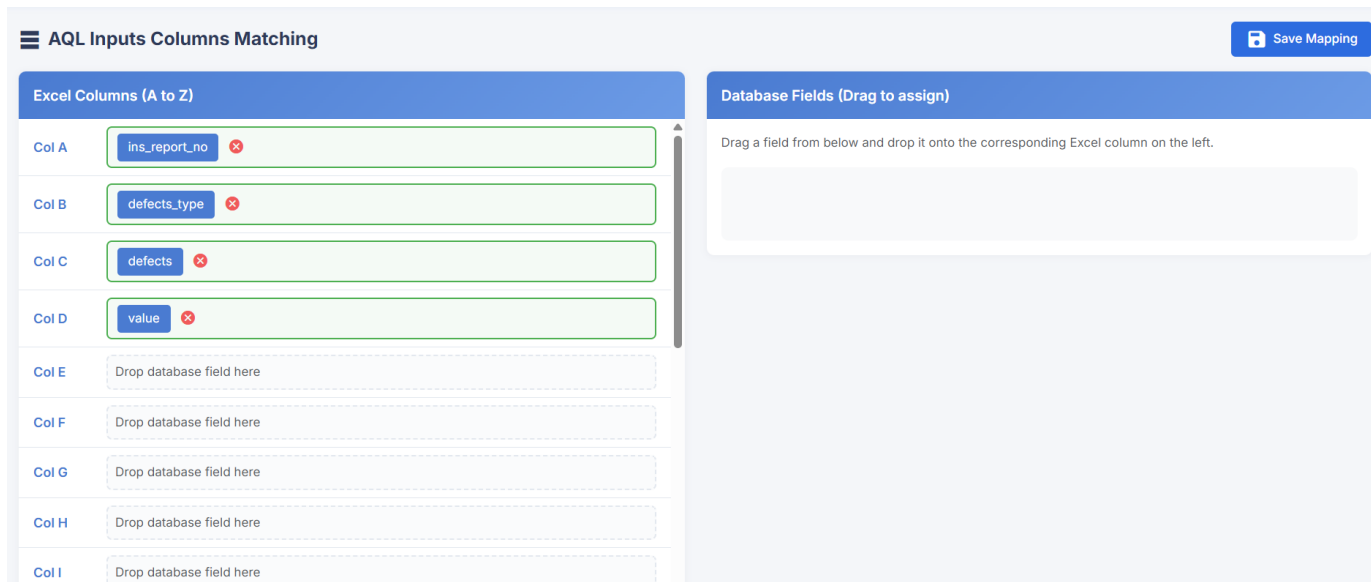 AQL Inputs Columns Matching
Save Mapping
Excel Columns (A to Z)
Col A ins_report_no
Col B defects_type
Col C defects
Col D value
Col E Drop database field here
Col F Drop database field here
Col G Drop database field here
Col H Drop database field here
Col I Drop database field here
Database Fields (Drag to assign)
Drag a field from below and drop it onto the corresponding Excel column on the left.